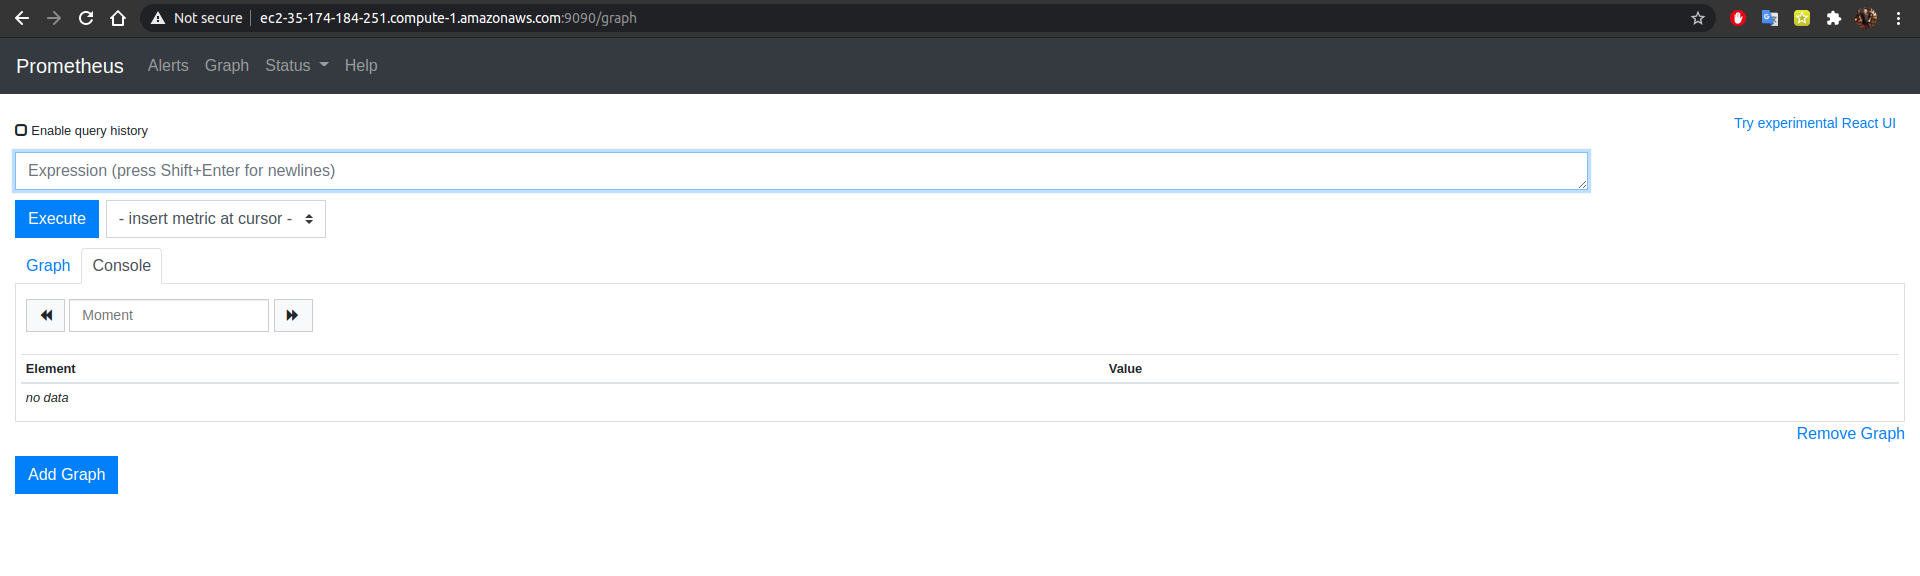 Not secure ec2-35-174-184-251.compute-1.amazonaws.com:9090/graph
Prometheus Alerts Graph Status Help
Enable query history
Try experimental React UI
Expression (press Shift+Enter for newlines)
Execute - insert metric at cursor -
Graph Console
Moment
Element Value
no data
Remove Graph
Add Graph